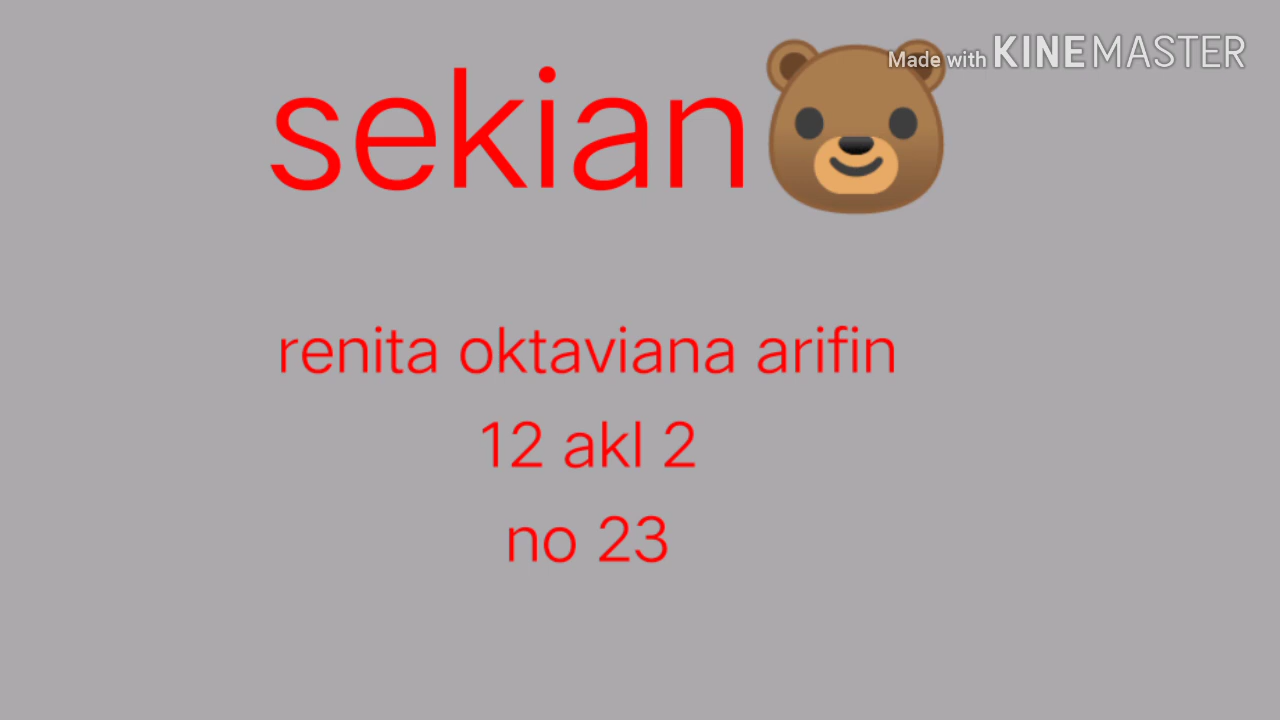 Made with KINEMASTER
sekian🐻
renita oktaviana arifin
12 akl 2
no 23